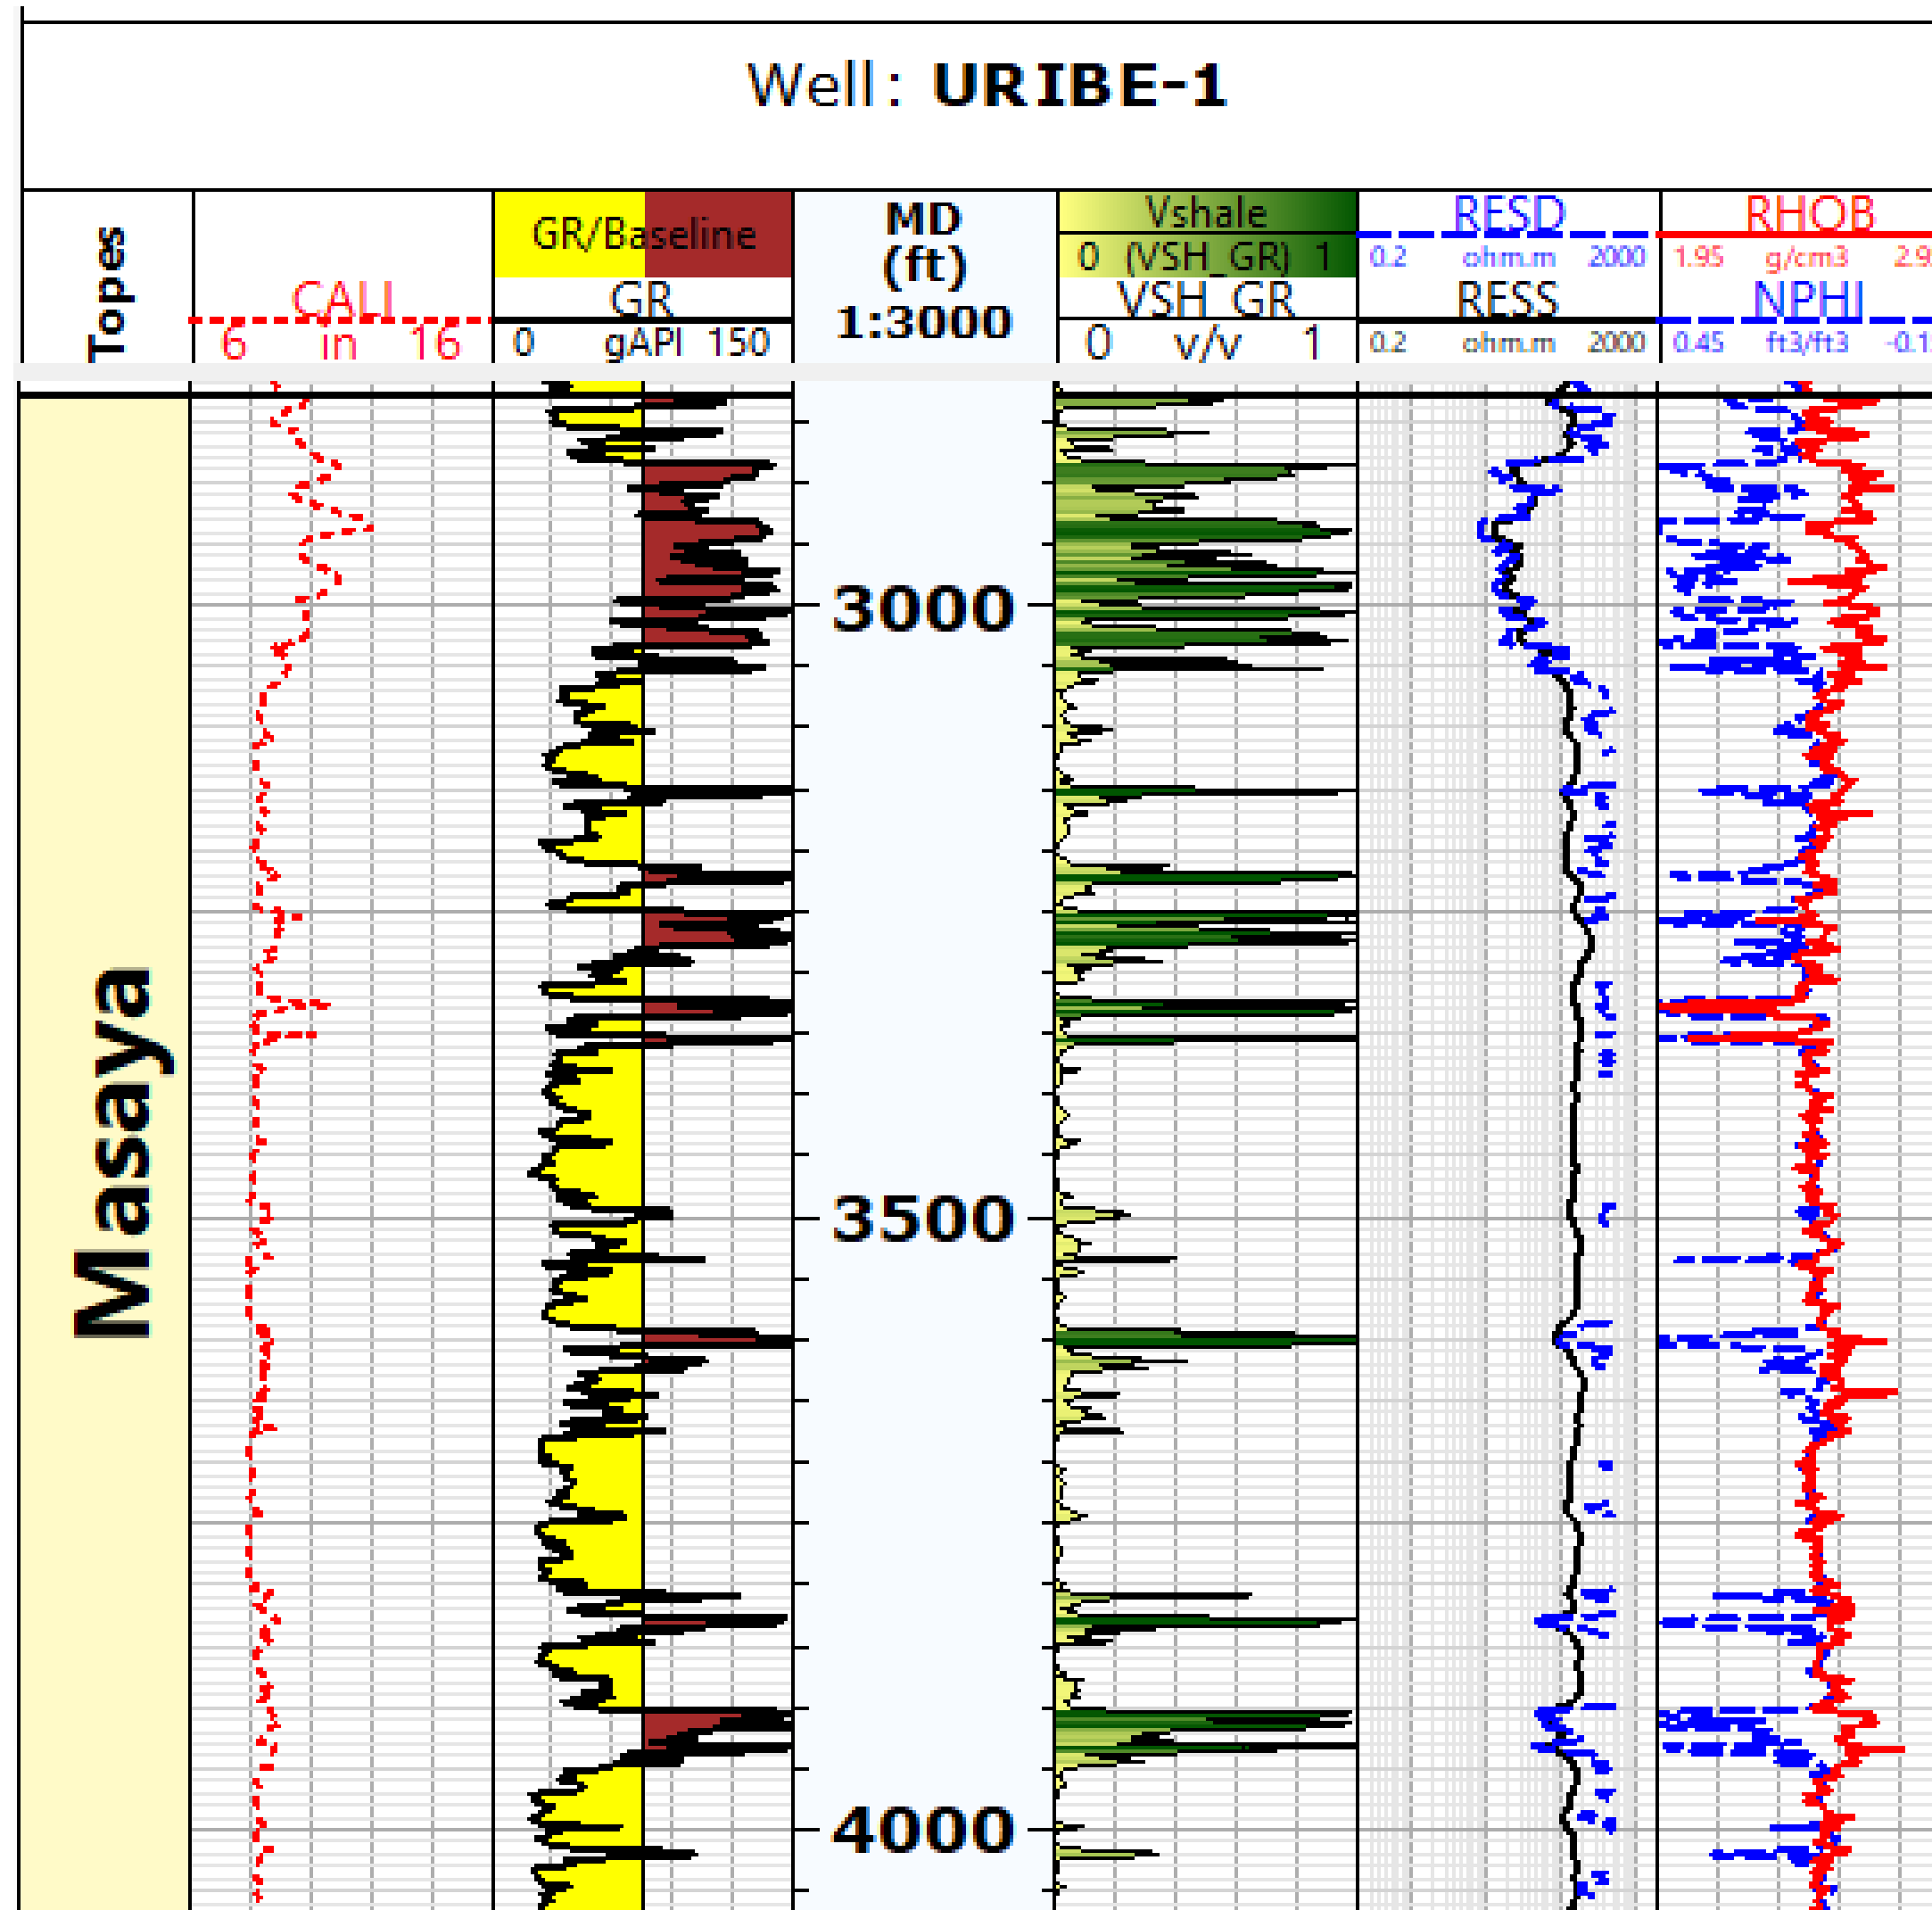 Well: URIBE-1
Topes
CALI
6 in 16
GR/Baseline
GR
0 gAPI 150
MD
(ft)
1:3000
Vshale
0 (VSH_GR) 1
VSH_GR
0 v/v 1
RESD
0.2 ohm.m 2000
RESS
0.2 ohm.m 2000
RHOB
1.95 g/cm3 2.9
NPHI
0.45 ft3/ft3 -0.1
Masaya
3000
3500
4000